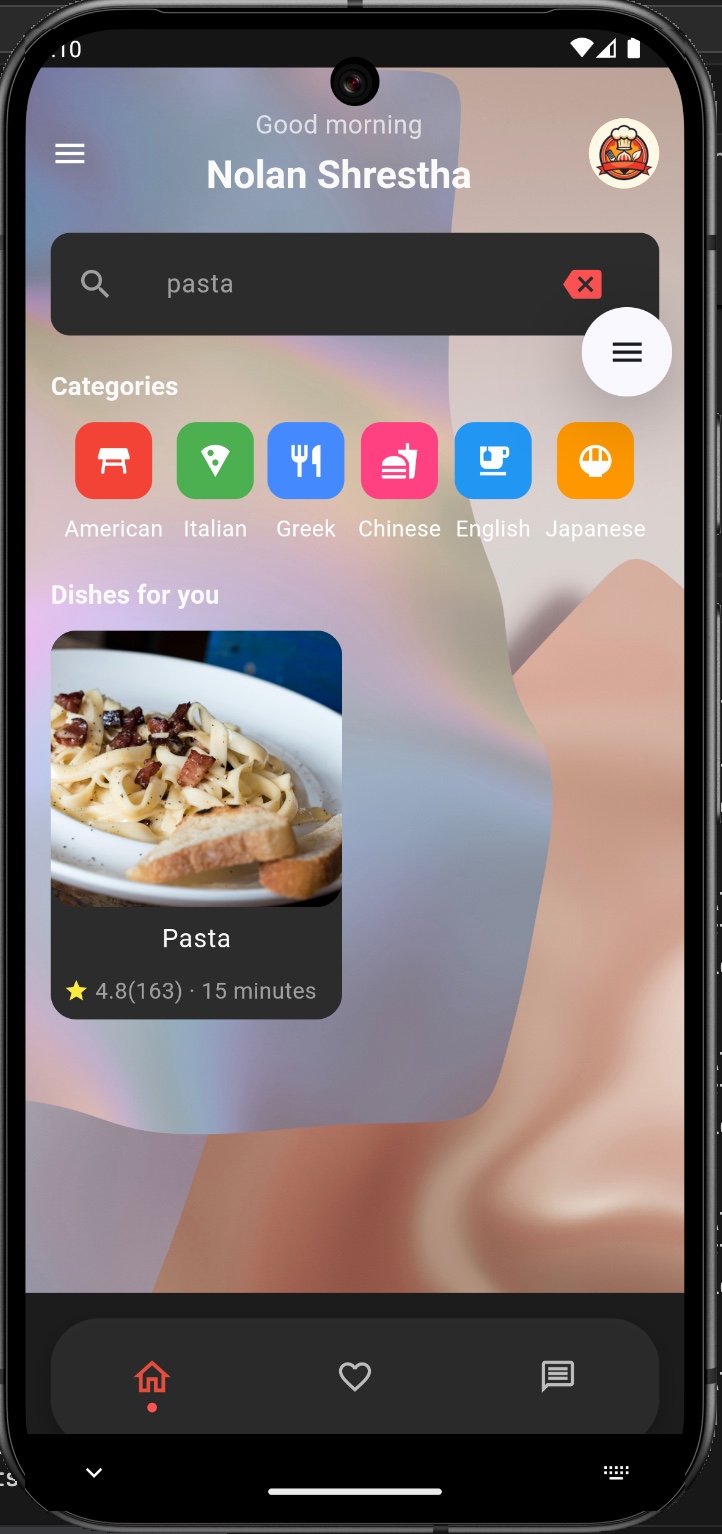 :10
Good morning
Nolan Shrestha
pasta
Categories
American Italian Greek Chinese English Japanese
Dishes for you
Pasta
4.8(163) · 15 minutes